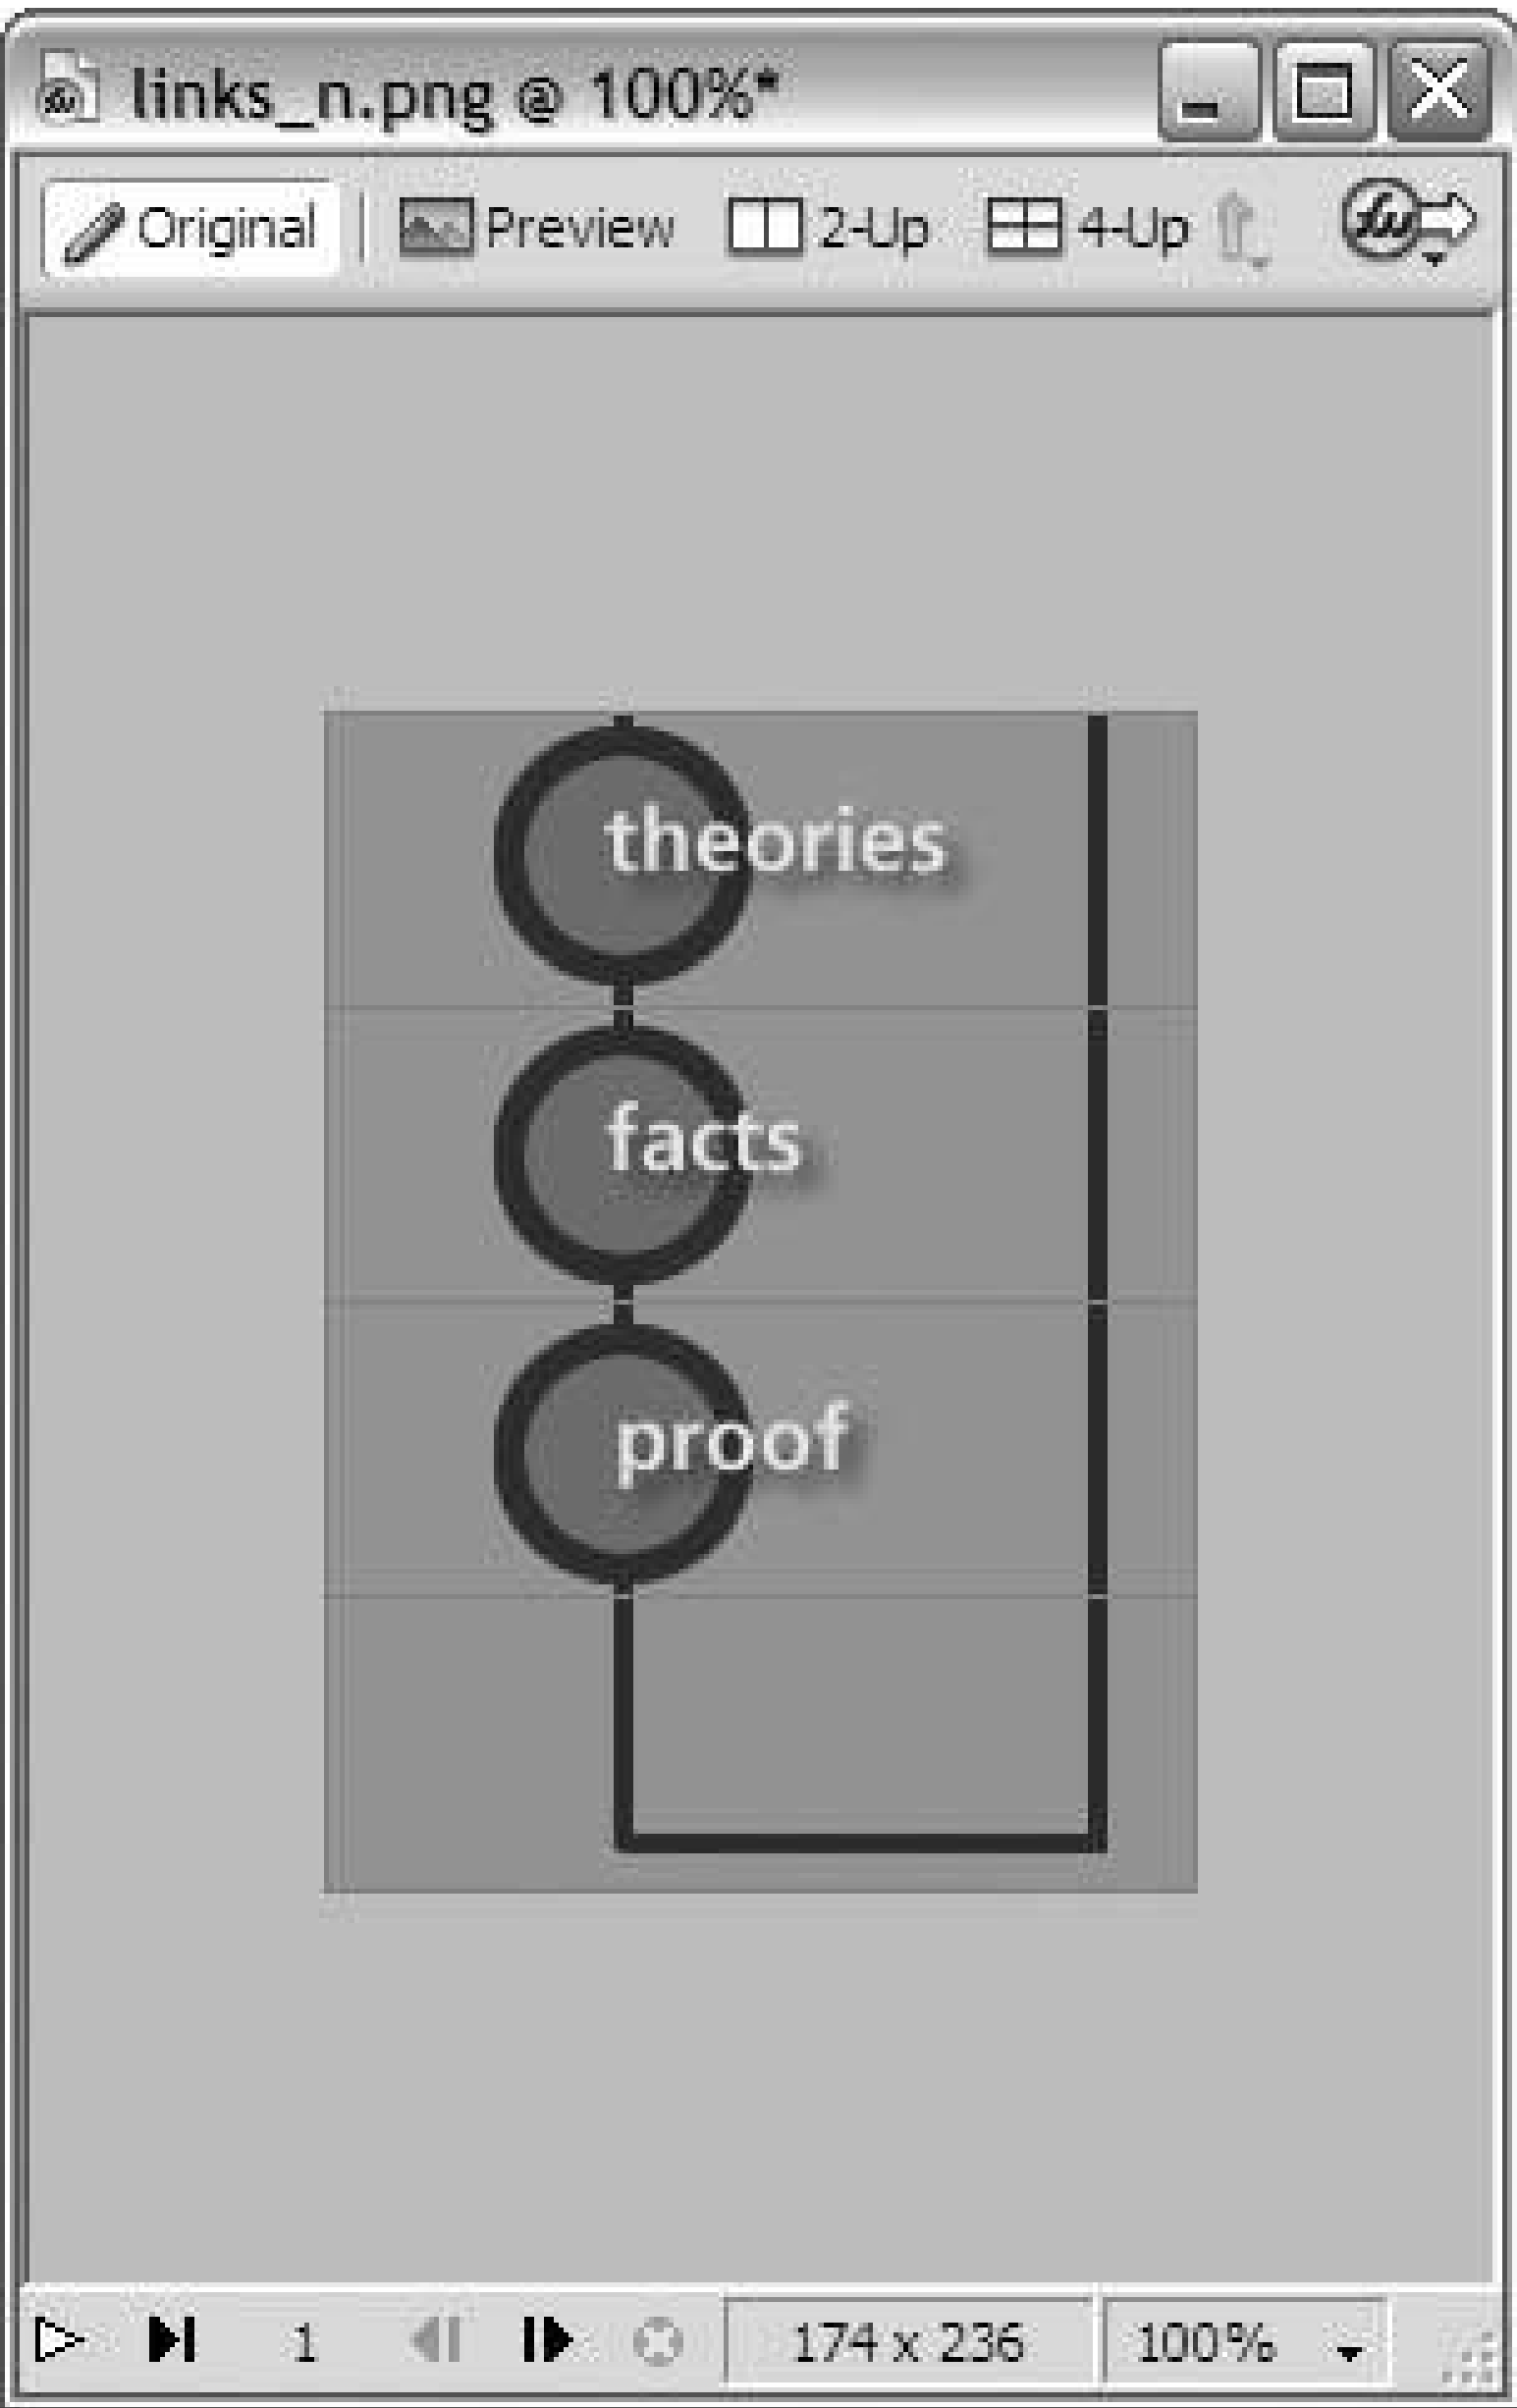 links_n.png @ 100%*
Original Preview 2-Up 4-Up
theories
facts
proof
1 174 x 236 100%